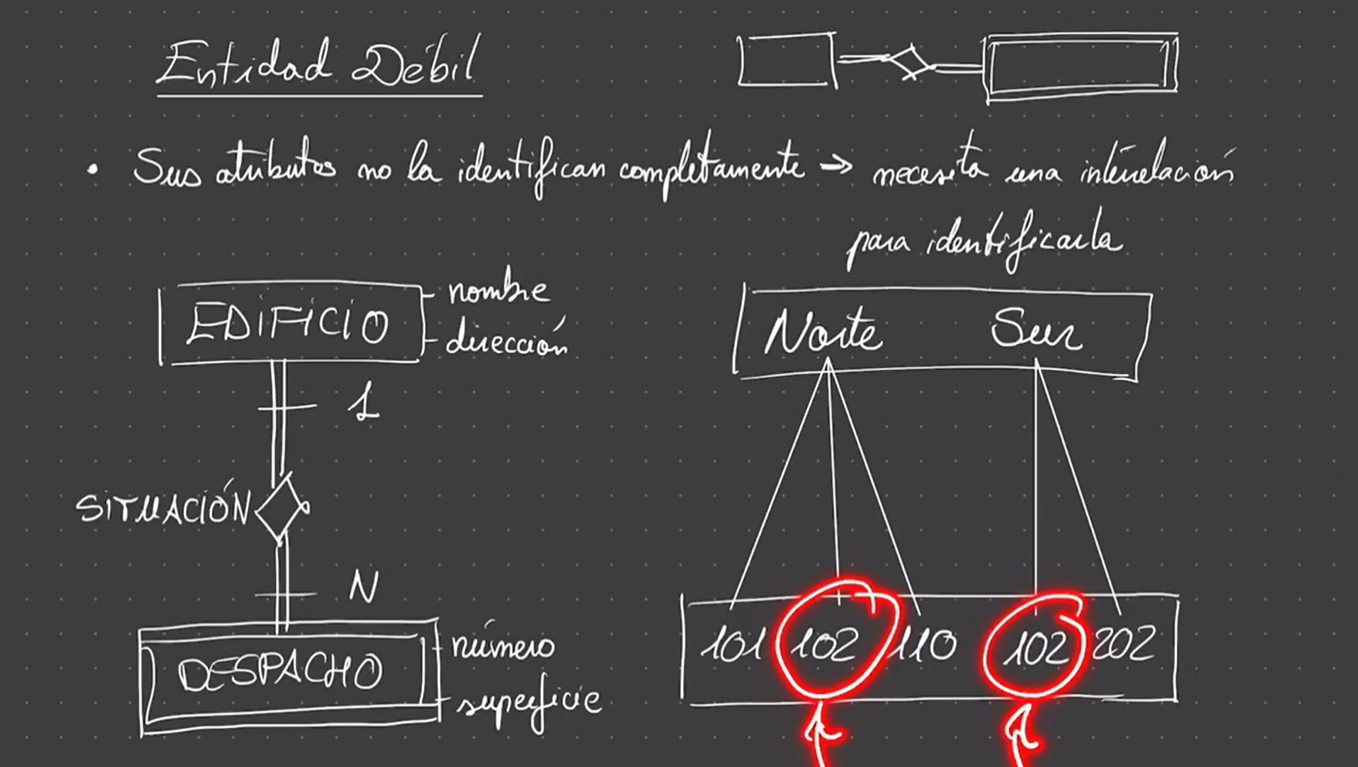 Entidad Débil
• Sus atributos no la identifican completamente → necesita una interrelación
para identificarla
EDIFICIO
nombre
dirección
1
SITUACIÓN
N
DESPACHO
número
superficie
Norte Sur
101 102 110 102 202